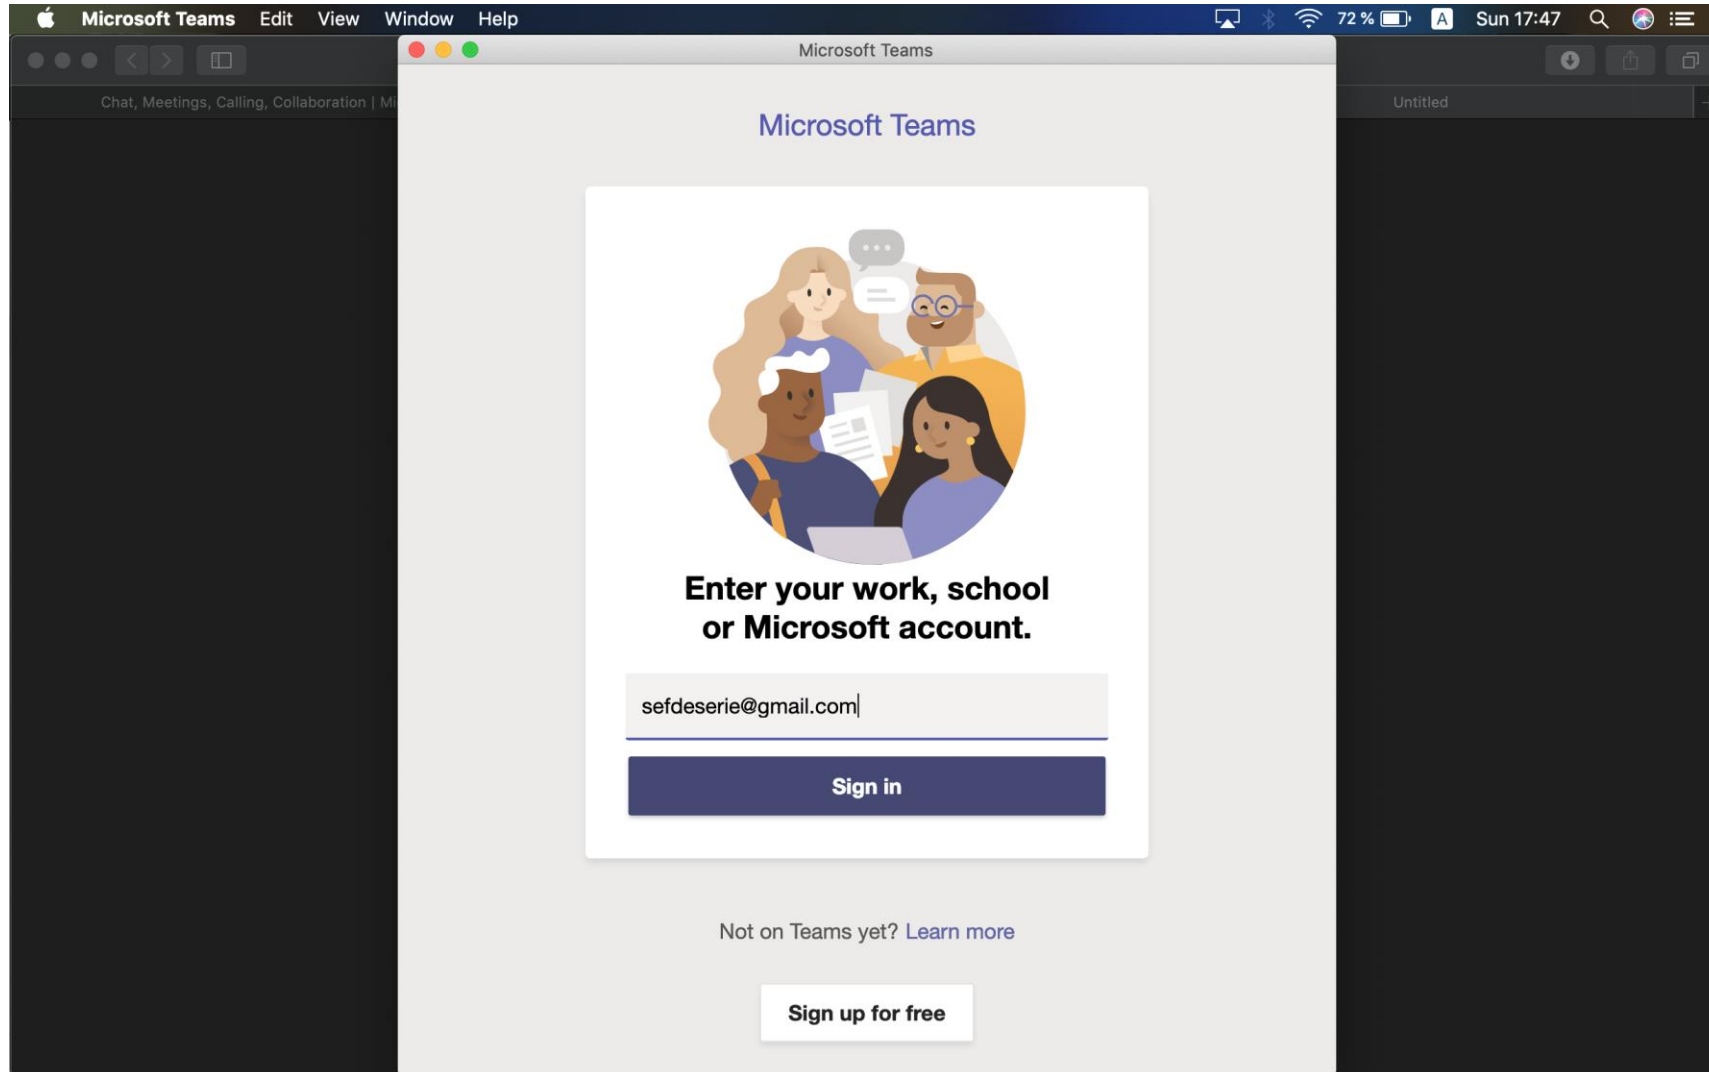 Microsoft Teams Edit View Window Help 72 % A Sun 17:47
Microsoft Teams
Chat, Meetings, Calling, Collaboration | Mi
Untitled
Microsoft Teams
Enter your work, school
or Microsoft account.
sefdeserie@gmail.com
Sign in
Not on Teams yet? Learn more
Sign up for free